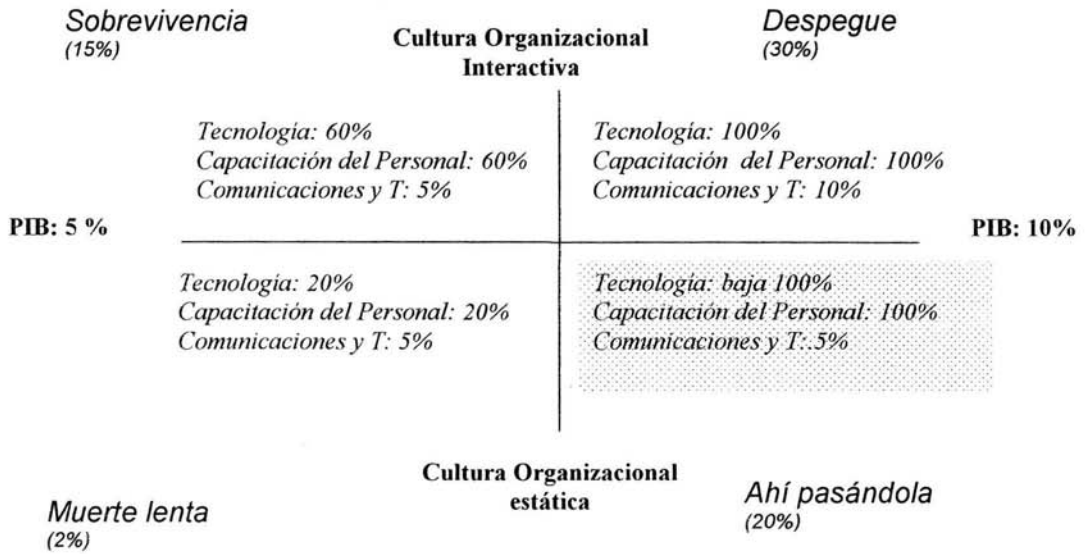 Sobrevivencia
(15%)
Cultura Organizacional
Interactiva
Despegue
(30%)
Tecnología: 60%
Capacitación del Personal: 60%
Comunicaciones y T: 5%
Tecnología: 100%
Capacitación del Personal: 100%
Comunicaciones y T: 10%
PIB: 5 %
PIB: 10%
Tecnología: 20%
Capacitación del Personal: 20%
Comunicaciones y T: 5%
Tecnología: baja 100%
Capacitación del Personal: 100%
Comunicaciones y T:.5%
Cultura Organizacional
estática
Muerte lenta
(2%)
Ahí pasándola
(20%)